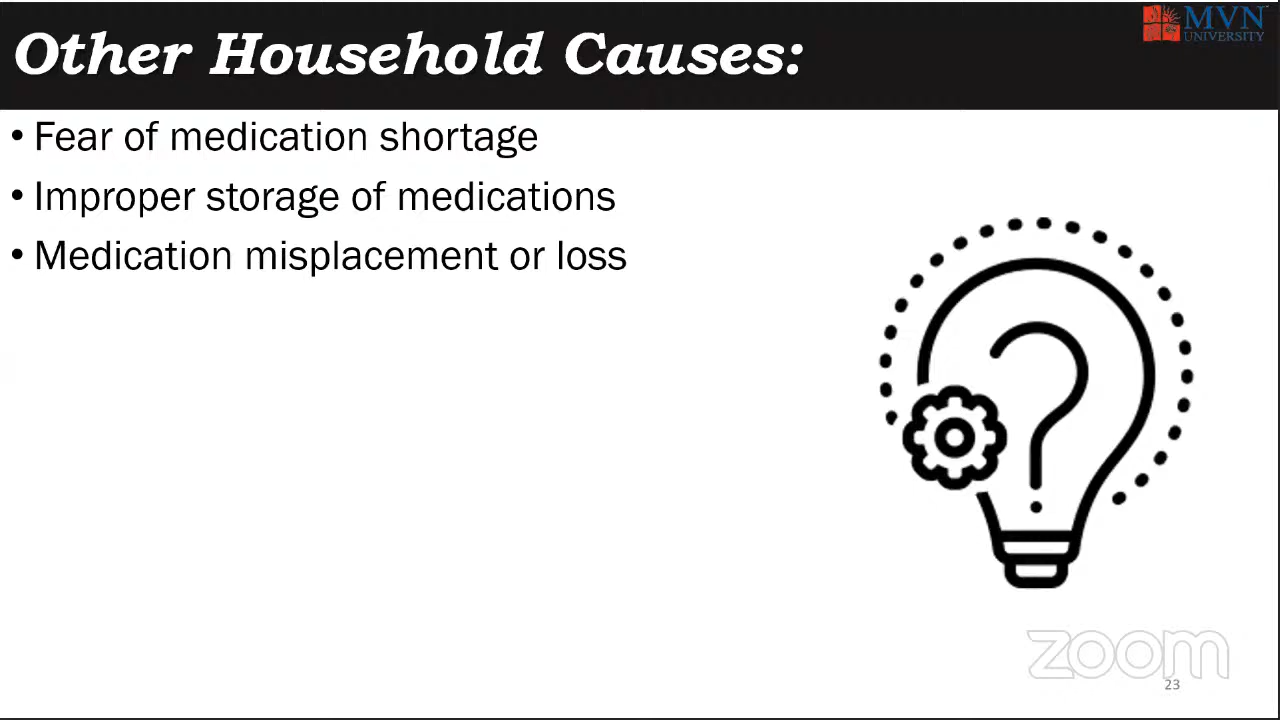 MVN
UNIVERSITY
Other Household Causes:
• Fear of medication shortage
• Improper storage of medications
• Medication misplacement or loss
?
zoom
23